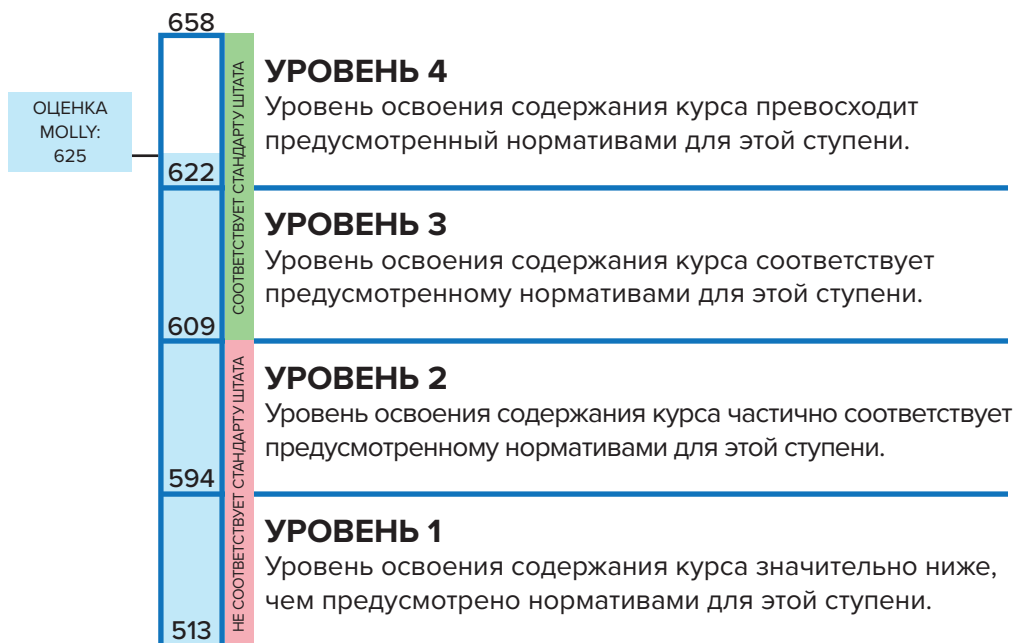 658
УРОВЕНЬ 4
Уровень освоения содержания курса превосходит
предусмотренный нормативами для этой ступени.
ОЦЕНКА
MOLLY:
625
622
СООТВЕТСТВУЕТ СТАНДАРТУ ШТАТА
УРОВЕНЬ 3
Уровень освоения содержания курса соответствует
предусмотренному нормативами для этой ступени.
609
УРОВЕНЬ 2
Уровень освоения содержания курса частично соответствует
предусмотренному нормативами для этой ступени.
594
НЕ СООТВЕТСТВУЕТ СТАНДАРТУ ШТАТА
УРОВЕНЬ 1
Уровень освоения содержания курса значительно ниже,
чем предусмотрено нормативами для этой ступени.
513